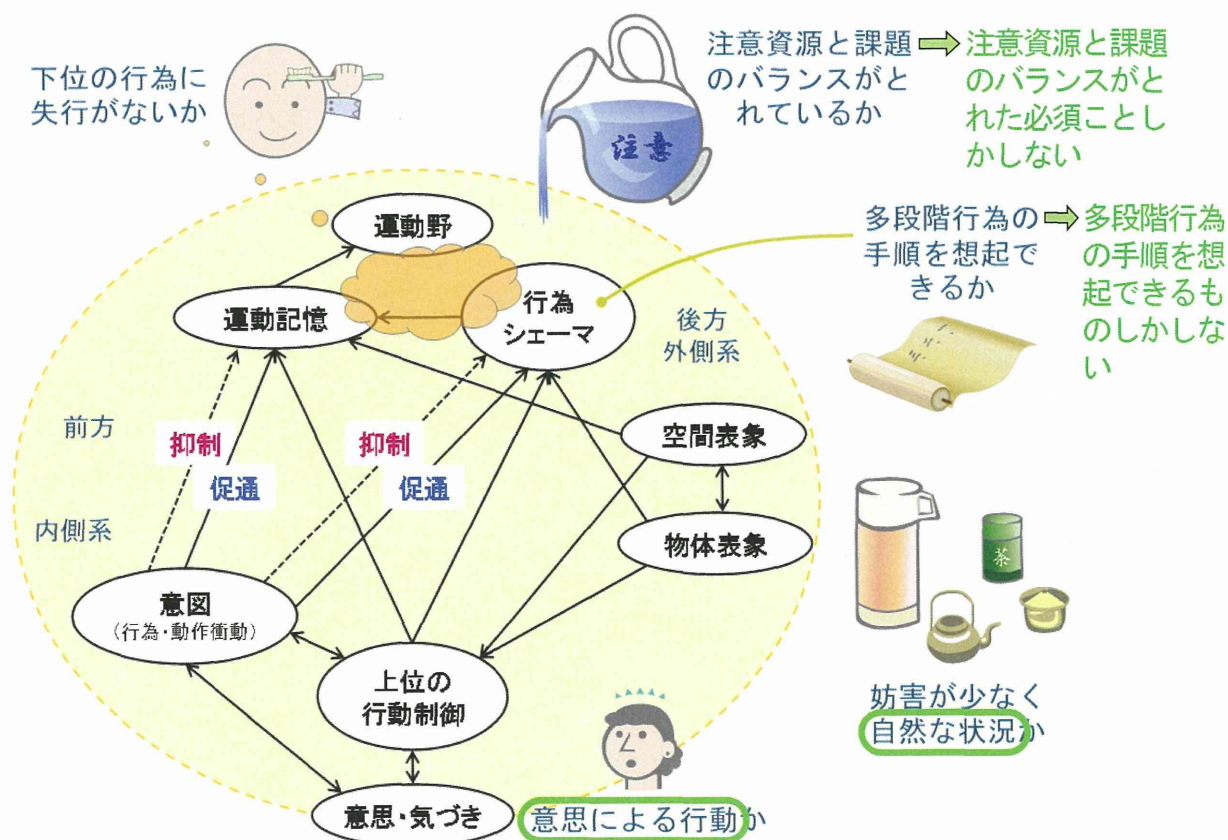 下位の行為に
失行がないか
注意
注意資源と課題
のバランスがと
れているか
注意資源と課題
のバランスがと
れた必須ことし
かしない
多段階行為の
手順を想起で
きるか
多段階行為
の手順を想
起できるも
のしかしな
い
運動野
運動記憶
行為
シェーマ
後方
外側系
前方
内側系
抑制
促通
抑制
促通
空間表象
物体表象
意図
(行為・動作衝動)
上位の
行動制御
意思・気づき
意思による行動か
茶
妨害が少なく
自然な状況か